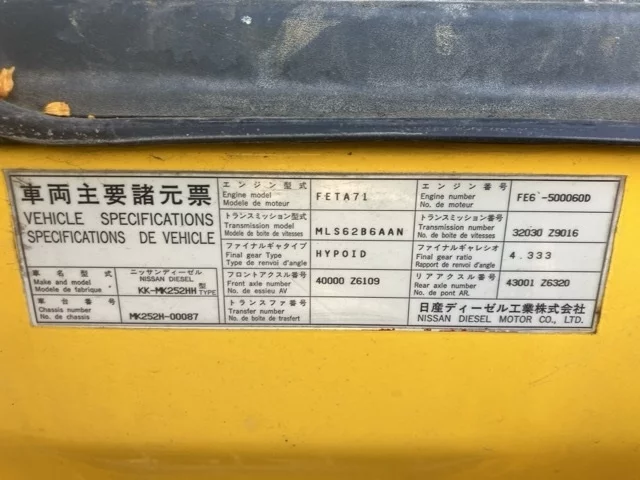 車両主要諸元票
VEHICLE SPECIFICATIONS
SPECIFICATIONS DE VEHICLE
車名型式
Make and model
Modele de fabrique
ニッサンディーゼル
NISSAN DIESEL
KK-MK252HH 型 TYPE
車台番号
Chassis number
No. de chassis
MK252H-00087
エンジン型式
Engine model
Modele de moteur
FETA71
エンジン番号
Engine number
No. de moteur
FE6 -500060D
トランスミッション型式
Transmission model
Modele de boite de vitesses
MLS62B6AAN
トランスミッション番号
Transmission number
No. de boite de vitesses
32030 Z9016
ファイナルギヤタイプ
Final gear Type
Type de renvoi d'angle
HYPOID
ファイナルギャレシオ
Final gear ratio
Rapport de renvoi d'angle
4.333
フロントアクスル番号
Front axle number
No. de essieu AV
40000 Z6109
リアアクスル番号
Rear axle number
No. de pont AR.
43001 Z6320
トランスファ番号
Transfer number
No. de boite de trasfert
日産ディーゼル工業株式会社
NISSAN DIESEL MOTOR CO., LTD.